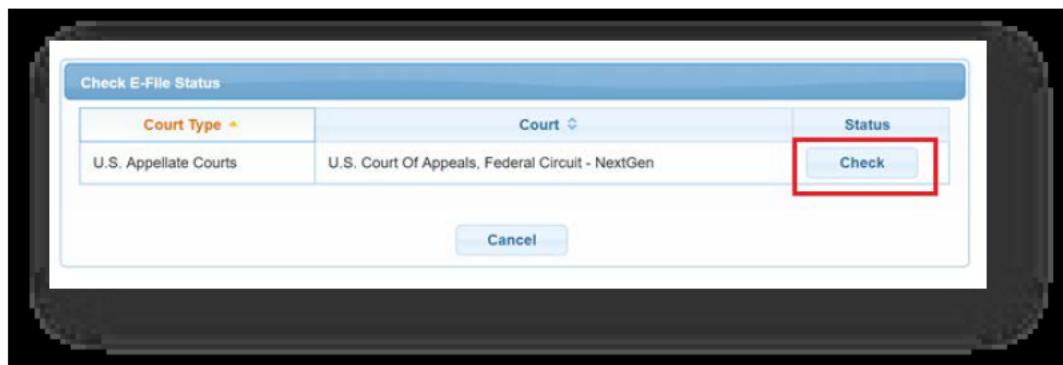 Check E-File Status
Court Type Court Status
U.S. Appellate Courts U.S. Court Of Appeals, Federal Circuit - NextGen Check
Cancel